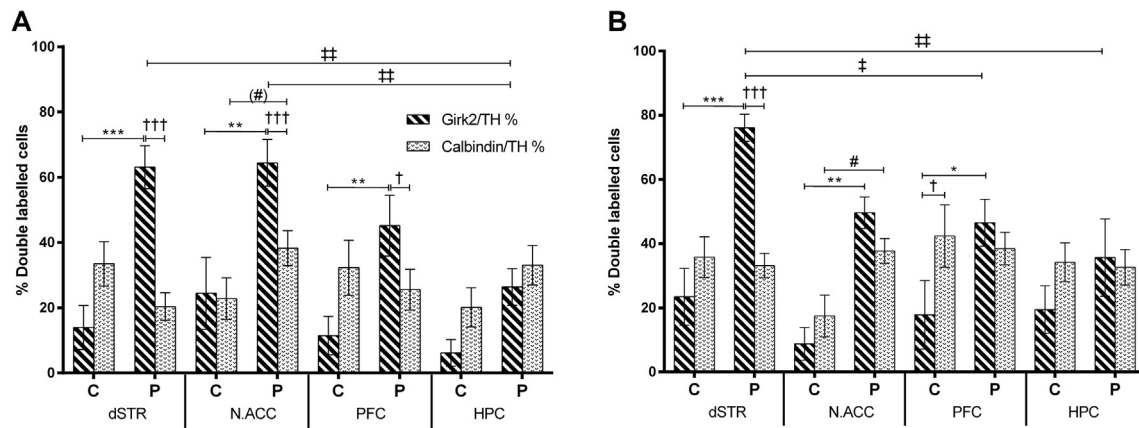 A
% Double labelled cells
100
80
60
40
20
0
‡‡
‡‡
(#)
*** ††† ** †††
** †
Girk2/TH %
Calbindin/TH %
C P C P C P C P
dSTR N.ACC PFC HPC
B
% Double labelled cells
100
80
60
40
20
0
‡‡
‡
*** †††
#
** *
†
C P C P C P C P
dSTR N.ACC PFC HPC